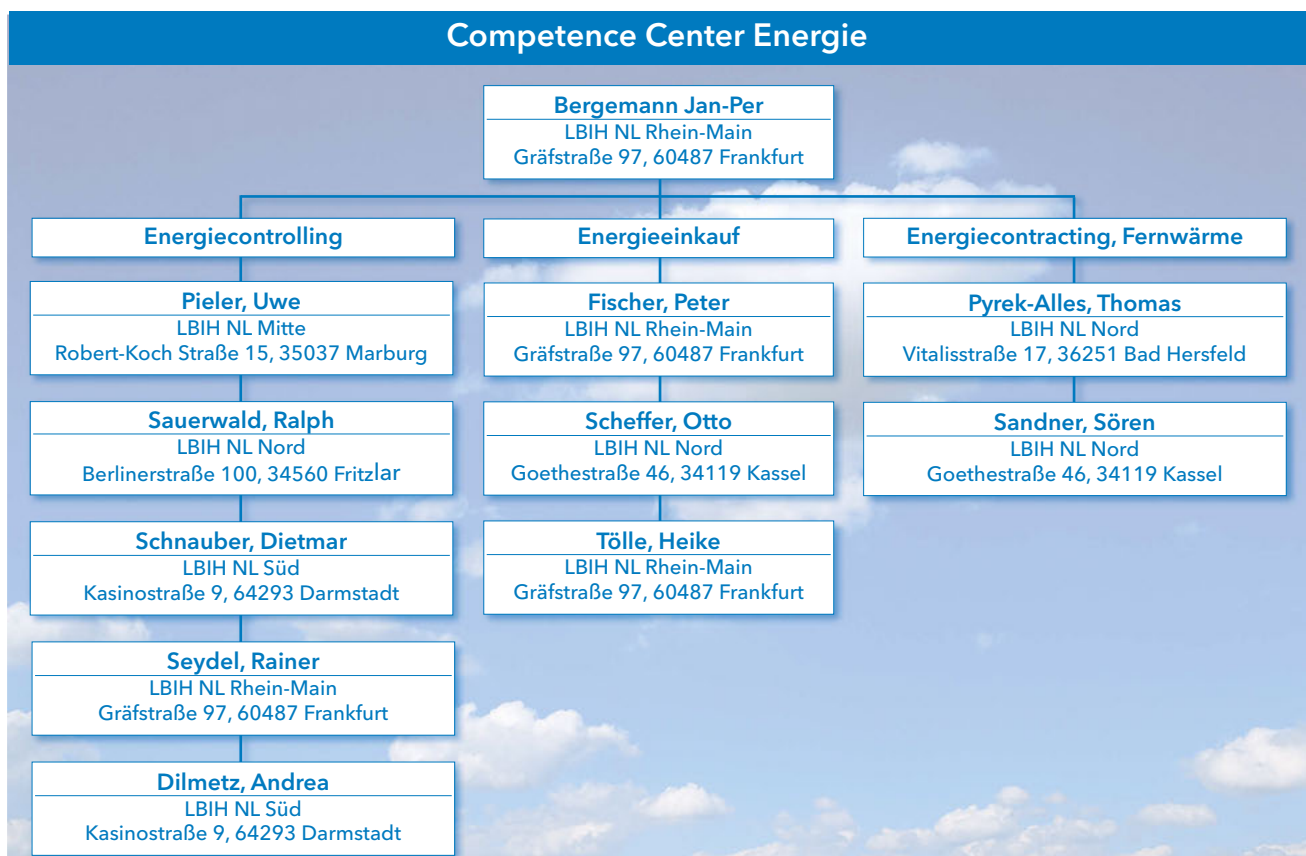 Competence Center Energie
Bergemann Jan-Per
LBIH NL Rhein-Main
Gräfstraße 97, 60487 Frankfurt
Energiecontrolling
Pieler, Uwe
LBIH NL Mitte
Robert-Koch Straße 15, 35037 Marburg
Sauerwald, Ralph
LBIH NL Nord
Berlinerstraße 100, 34560 Fritzlar
Schnauber, Dietmar
LBIH NL Süd
Kasinostraße 9, 64293 Darmstadt
Seydel, Rainer
LBIH NL Rhein-Main
Gräfstraße 97, 60487 Frankfurt
Dilmetz, Andrea
LBIH NL Süd
Kasinostraße 9, 64293 Darmstadt
Energieeinkauf
Fischer, Peter
LBIH NL Rhein-Main
Gräfstraße 97, 60487 Frankfurt
Scheffer, Otto
LBIH NL Nord
Goethestraße 46, 34119 Kassel
Tölle, Heike
LBIH NL Rhein-Main
Gräfstraße 97, 60487 Frankfurt
Energiecontracting, Fernwärme
Pyrek-Alles, Thomas
LBIH NL Nord
Vitalisstraße 17, 36251 Bad Hersfeld
Sandner, Sören
LBIH NL Nord
Goethestraße 46, 34119 Kassel